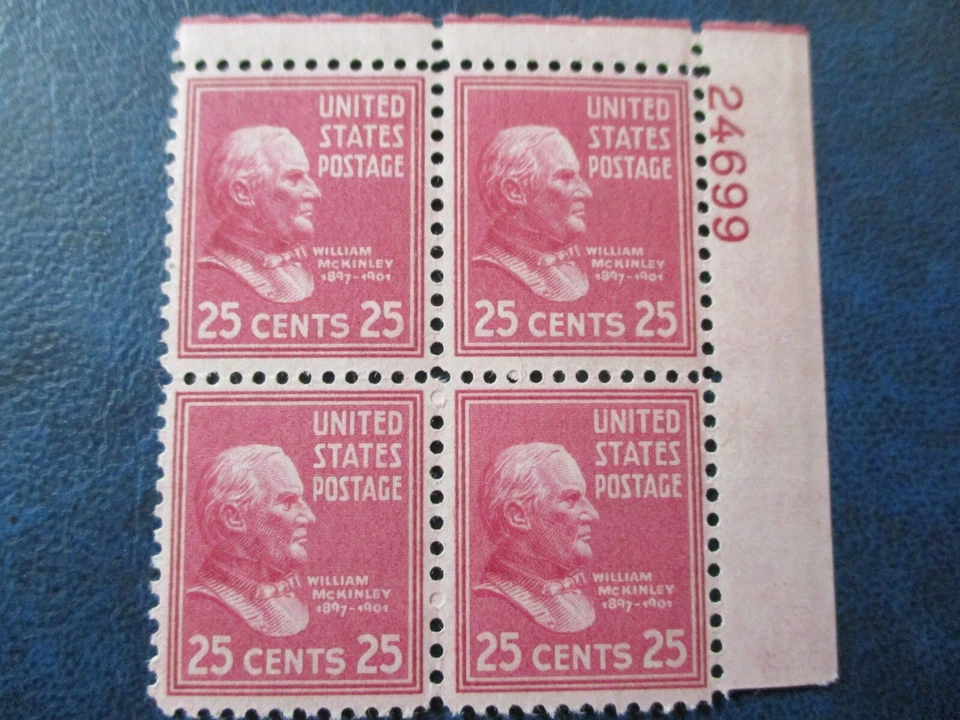 UNITED
STATES
POSTAGE
WILLIAM
McKINLEY
1897-1901
25 CENTS 25
UNITED
STATES
POSTAGE
WILLIAM
McKINLEY
1897-1901
25 CENTS 25
24699
UNITED
STATES
POSTAGE
WILLIAM
McKINLEY
1897-1901
25 CENTS 25
UNITED
STATES
POSTAGE
WILLIAM
McKINLEY
1897-1901
25 CENTS 25